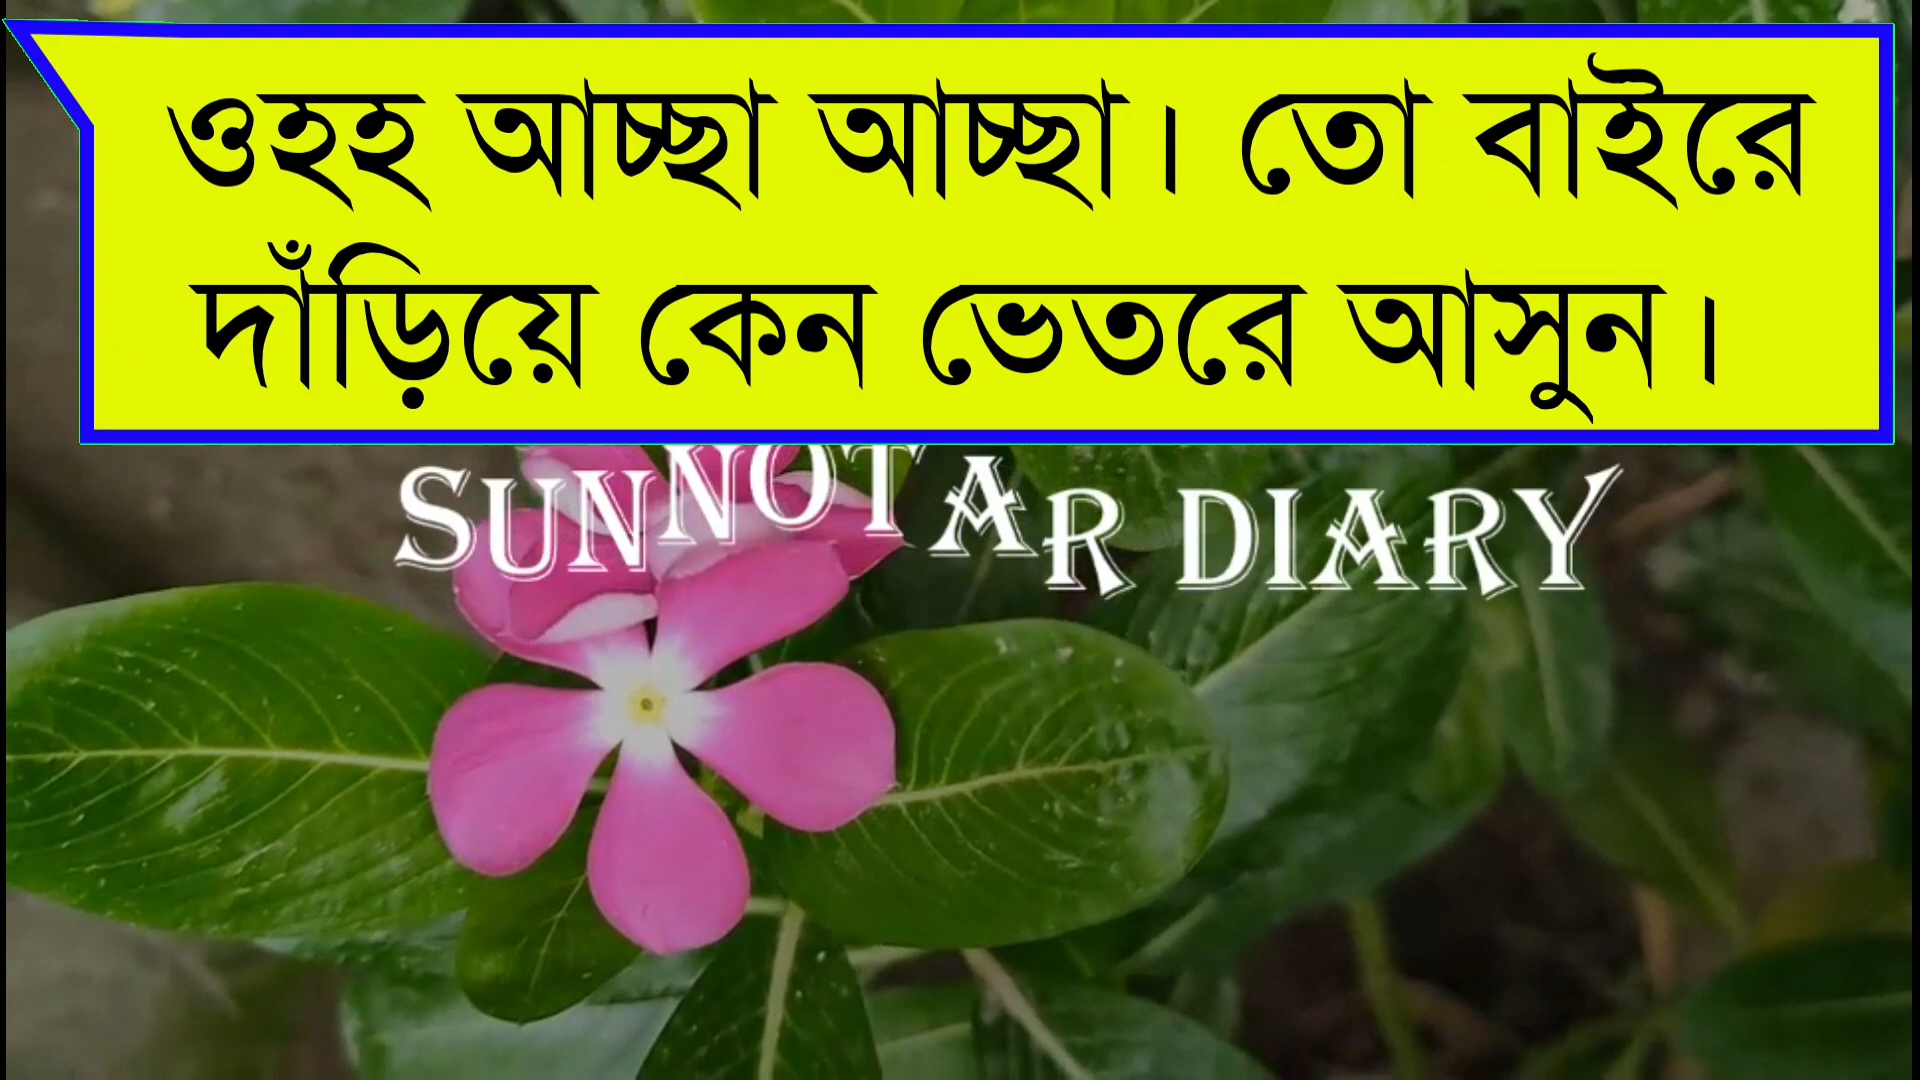 ওহহ আচ্ছা আচ্ছা। তো বাইরে
দাঁড়িয়ে কেন ভেতরে আসুন।
SUNNOTAR DIARY